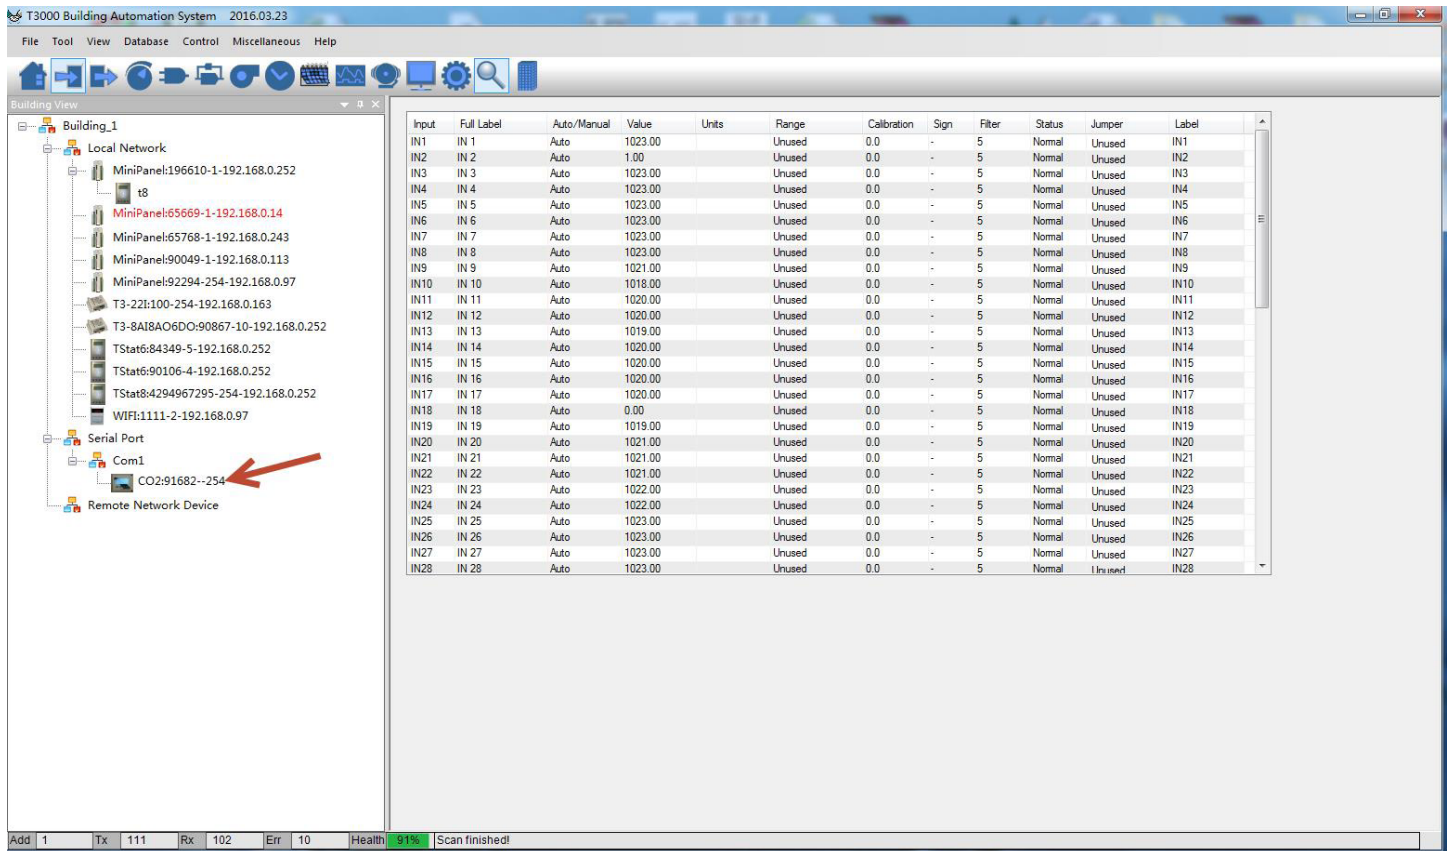 T3000 Building Automation System 2016.03.23
File Tool View Database Control Miscellaneous Help
Building View
Building_1
Local Network
MiniPanel:196610-1-192.168.0.252
t8
MiniPanel:65669-1-192.168.0.14
MiniPanel:65768-1-192.168.0.243
MiniPanel:90049-1-192.168.0.113
MiniPanel:92294-254-192.168.0.97
T3-22I:100-254-192.168.0.163
T3-8AI8AO6DO:90867-10-192.168.0.252
TStat6:84349-5-192.168.0.252
TStat6:90106-4-192.168.0.252
TStat8:4294967295-254-192.168.0.252
WIFI:1111-2-192.168.0.97
Serial Port
Com1
CO2:91682--254
Remote Network Device
Input Full Label Auto/Manual Value Units Range Calibration Sign Filter Status Jumper Label
IN1 IN 1 Auto 1023.00 Unused 0.0 - 5 Normal Unused IN1
IN2 IN 2 Auto 1.00 Unused 0.0 - 5 Normal Unused IN2
IN3 IN 3 Auto 1023.00 Unused 0.0 - 5 Normal Unused IN3
IN4 IN 4 Auto 1023.00 Unused 0.0 - 5 Normal Unused IN4
IN5 IN 5 Auto 1023.00 Unused 0.0 - 5 Normal Unused IN5
IN6 IN 6 Auto 1023.00 Unused 0.0 - 5 Normal Unused IN6
IN7 IN 7 Auto 1023.00 Unused 0.0 - 5 Normal Unused IN7
IN8 IN 8 Auto 1023.00 Unused 0.0 - 5 Normal Unused IN8
IN9 IN 9 Auto 1021.00 Unused 0.0 - 5 Normal Unused IN9
IN10 IN 10 Auto 1018.00 Unused 0.0 - 5 Normal Unused IN10
IN11 IN 11 Auto 1020.00 Unused 0.0 - 5 Normal Unused IN11
IN12 IN 12 Auto 1020.00 Unused 0.0 - 5 Normal Unused IN12
IN13 IN 13 Auto 1019.00 Unused 0.0 - 5 Normal Unused IN13
IN14 IN 14 Auto 1020.00 Unused 0.0 - 5 Normal Unused IN14
IN15 IN 15 Auto 1020.00 Unused 0.0 - 5 Normal Unused IN15
IN16 IN 16 Auto 1020.00 Unused 0.0 - 5 Normal Unused IN16
IN17 IN 17 Auto 1020.00 Unused 0.0 - 5 Normal Unused IN17
IN18 IN 18 Auto 0.00 Unused 0.0 - 5 Normal Unused IN18
IN19 IN 19 Auto 1019.00 Unused 0.0 - 5 Normal Unused IN19
IN20 IN 20 Auto 1021.00 Unused 0.0 - 5 Normal Unused IN20
IN21 IN 21 Auto 1021.00 Unused 0.0 - 5 Normal Unused IN21
IN22 IN 22 Auto 1021.00 Unused 0.0 - 5 Normal Unused IN22
IN23 IN 23 Auto 1022.00 Unused 0.0 - 5 Normal Unused IN23
IN24 IN 24 Auto 1022.00 Unused 0.0 - 5 Normal Unused IN24
IN25 IN 25 Auto 1023.00 Unused 0.0 - 5 Normal Unused IN25
IN26 IN 26 Auto 1023.00 Unused 0.0 - 5 Normal Unused IN26
IN27 IN 27 Auto 1023.00 Unused 0.0 - 5 Normal Unused IN27
IN28 IN 28 Auto 1023.00 Unused 0.0 - 5 Normal Unused IN28
Add 1 Tx 111 Rx 102 Err 10 Health 91% Scan finished!